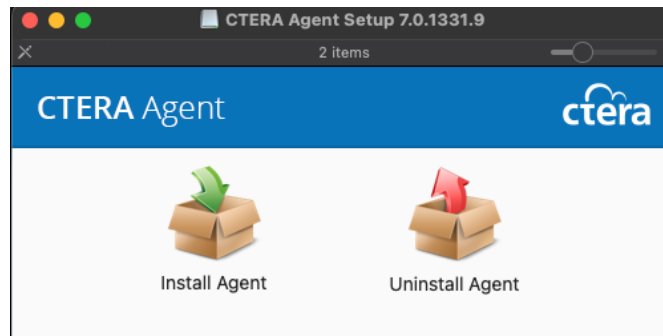 CTERA Agent Setup 7.0.1331.9
2 items
CTERA Agent
ctera
Install Agent
Uninstall Agent